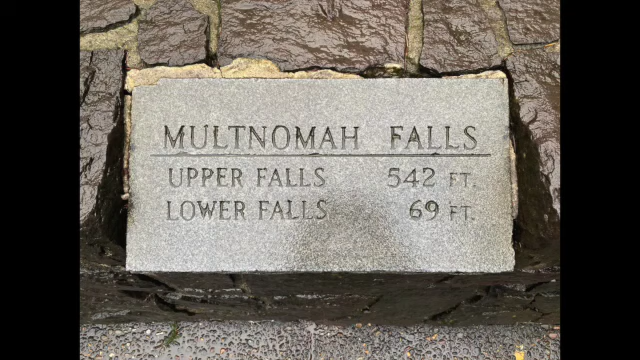 MULTNOMAH FALLS
UPPER FALLS 542 FT.
LOWER FALLS 69 FT.